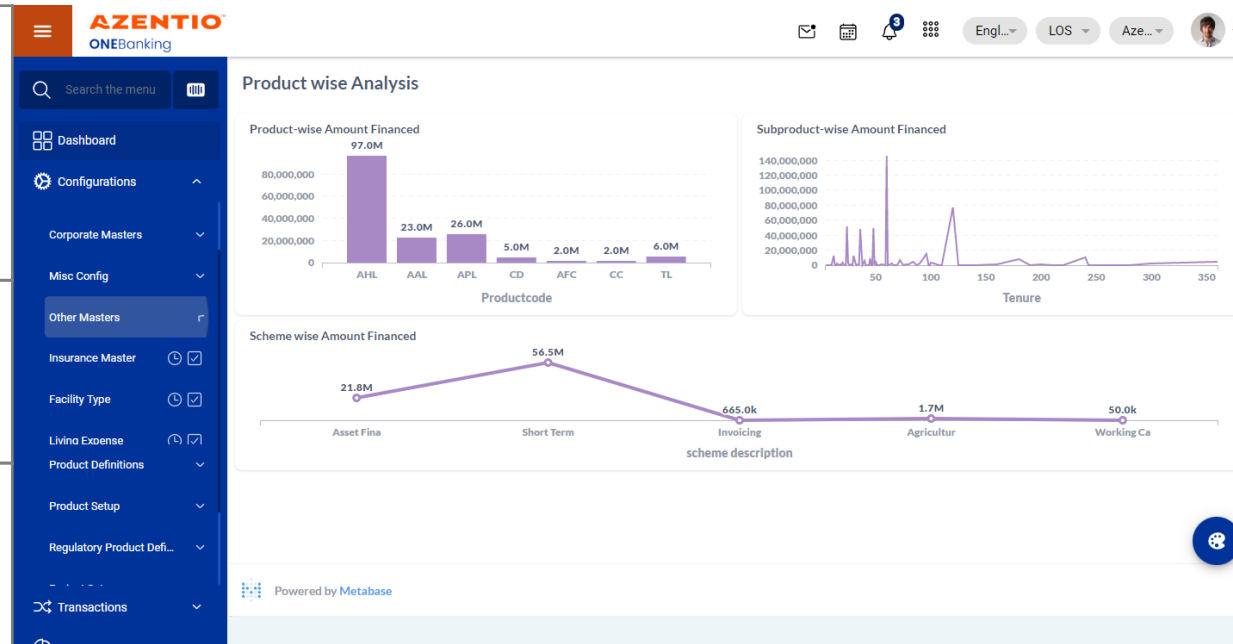 AZENTIO
ONEBanking
3
Engl...
LOS
Aze...
Search the menu
Dashboard
Configurations
Corporate Masters
Misc Config
Other Masters
Insurance Master
Facility Type
Living Expense
Product Definitions
Product Setup
Regulatory Product Defi...
Transactions
Product wise Analysis
Product-wise Amount Financed
97.0M
80,000,000
60,000,000
40,000,000
20,000,000
0
23.0M
26.0M
5.0M
2.0M
2.0M
6.0M
AHL AAL APL CD AFC CC TL
Productcode
Subproduct-wise Amount Financed
140,000,000
120,000,000
100,000,000
80,000,000
60,000,000
40,000,000
20,000,000
0
50 100 150 200 250 300 350
Tenure
Scheme wise Amount Financed
21.8M
56.5M
665.0k
1.7M
50.0k
Asset Fina Short Term Invoicing Agricultur Working Ca
scheme description
Powered by Metabase